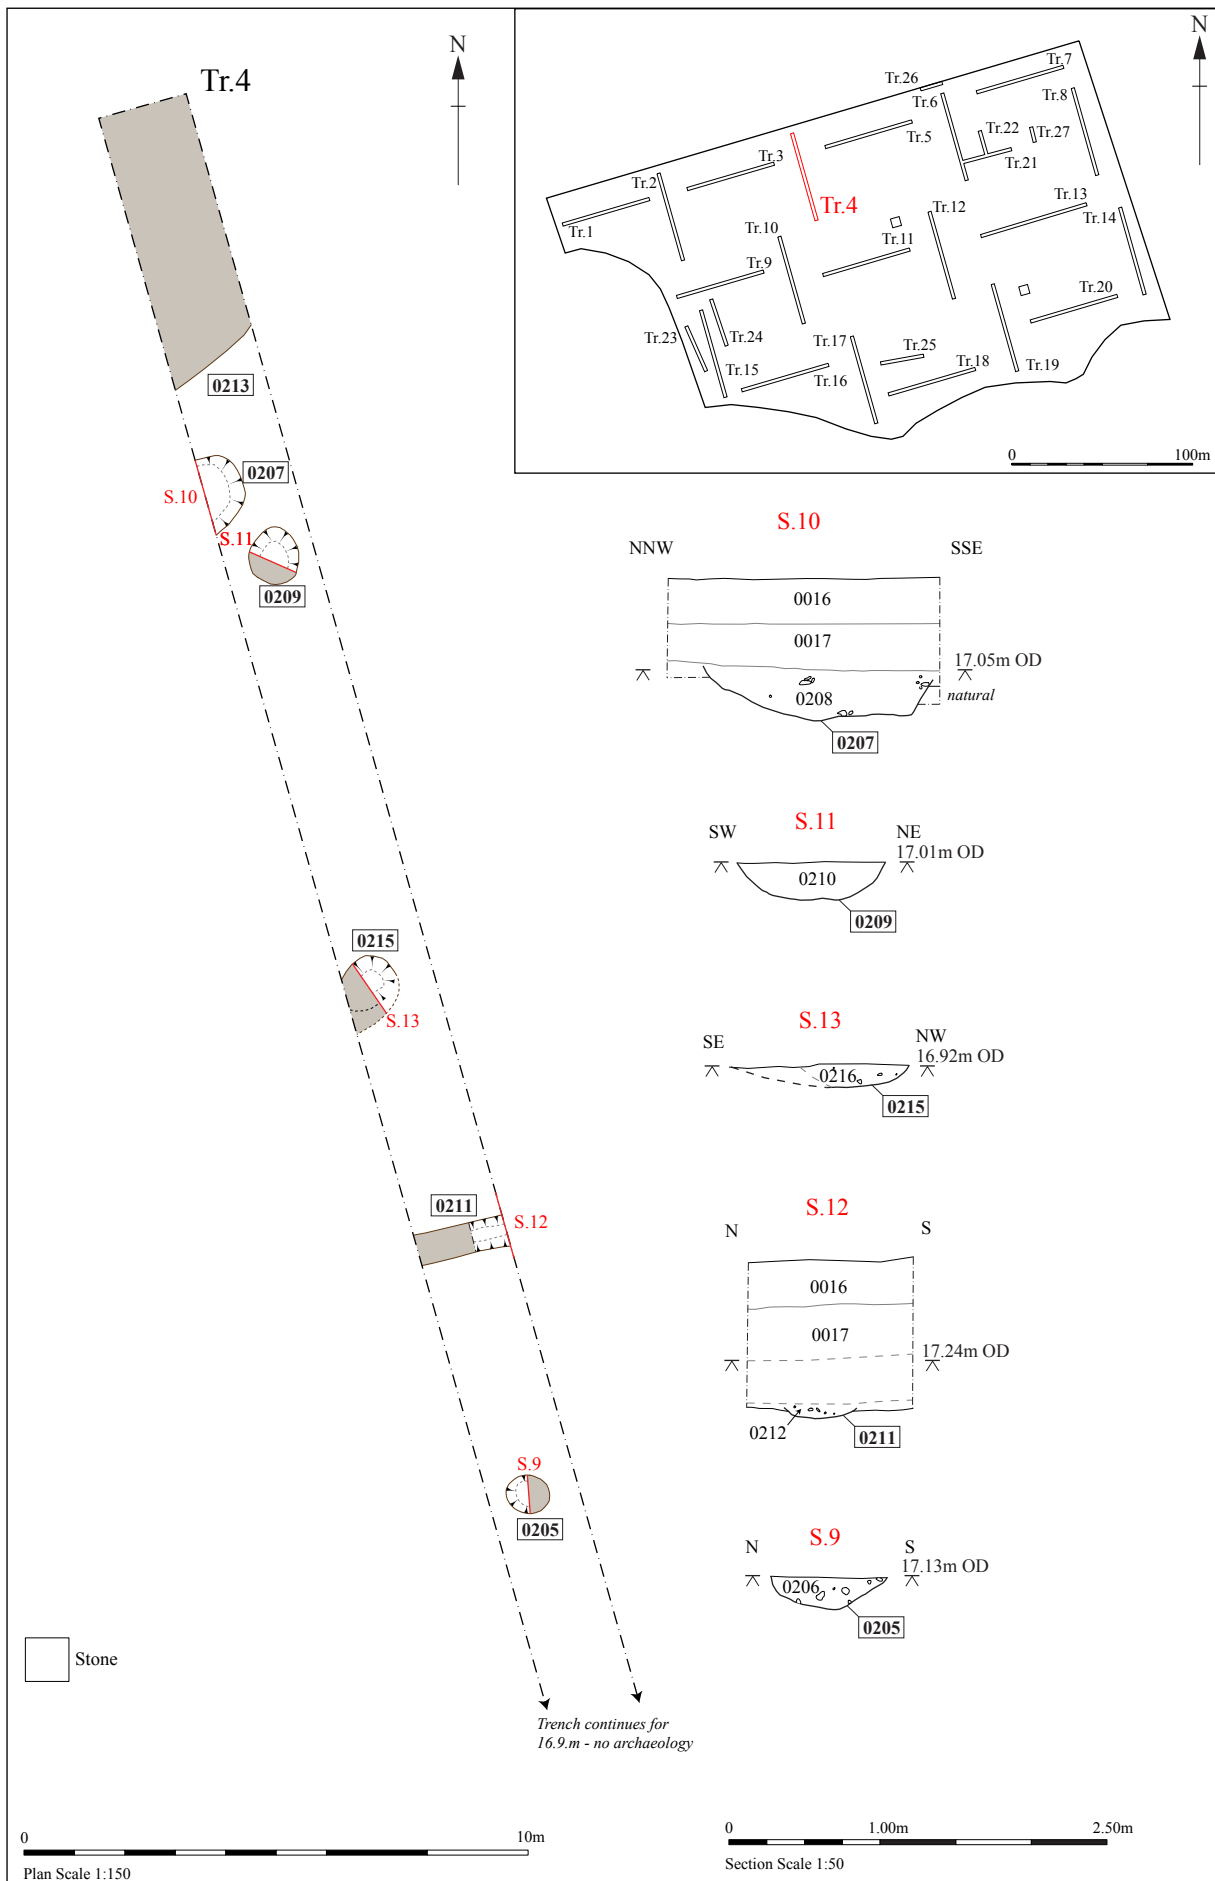 Tr.4
N
0213
0207
S.10
S.11
0209
0215
S.13
0211
S.12
S.9
0205
Trench continues for
16.9.m - no archaeology
Stone
0
10m
Plan Scale 1:150
N
Tr.26
Tr.7
Tr.6
Tr.8
Tr.5
Tr.22
Tr.27
Tr.3
Tr.21
Tr.2
Tr.4
Tr.13
Tr.12
Tr.14
Tr.1
Tr.10
Tr.11
Tr.9
Tr.20
Tr.23
Tr.24
Tr.17
Tr.25
Tr.18
Tr.15
Tr.16
Tr.19
0
100m
S.10
NNW
SSE
0016
0017
17.05m OD
0208
natural
0207
S.11
SW
NE
17.01m OD
0210
0209
S.13
SE
NW
16.92m OD
0216
0215
S.12
N
S
0016
0017
17.24m OD
0212
0211
S.9
N
S
17.13m OD
0206
0205
0
1.00m
2.50m
Section Scale 1:50